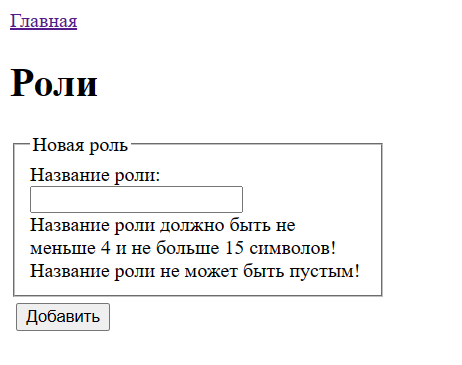 Главная
Роли
Новая роль
Название роли:
Название роли должно быть не
меньше 4 и не больше 15 символов!
Название роли не может быть пустым!
Добавить